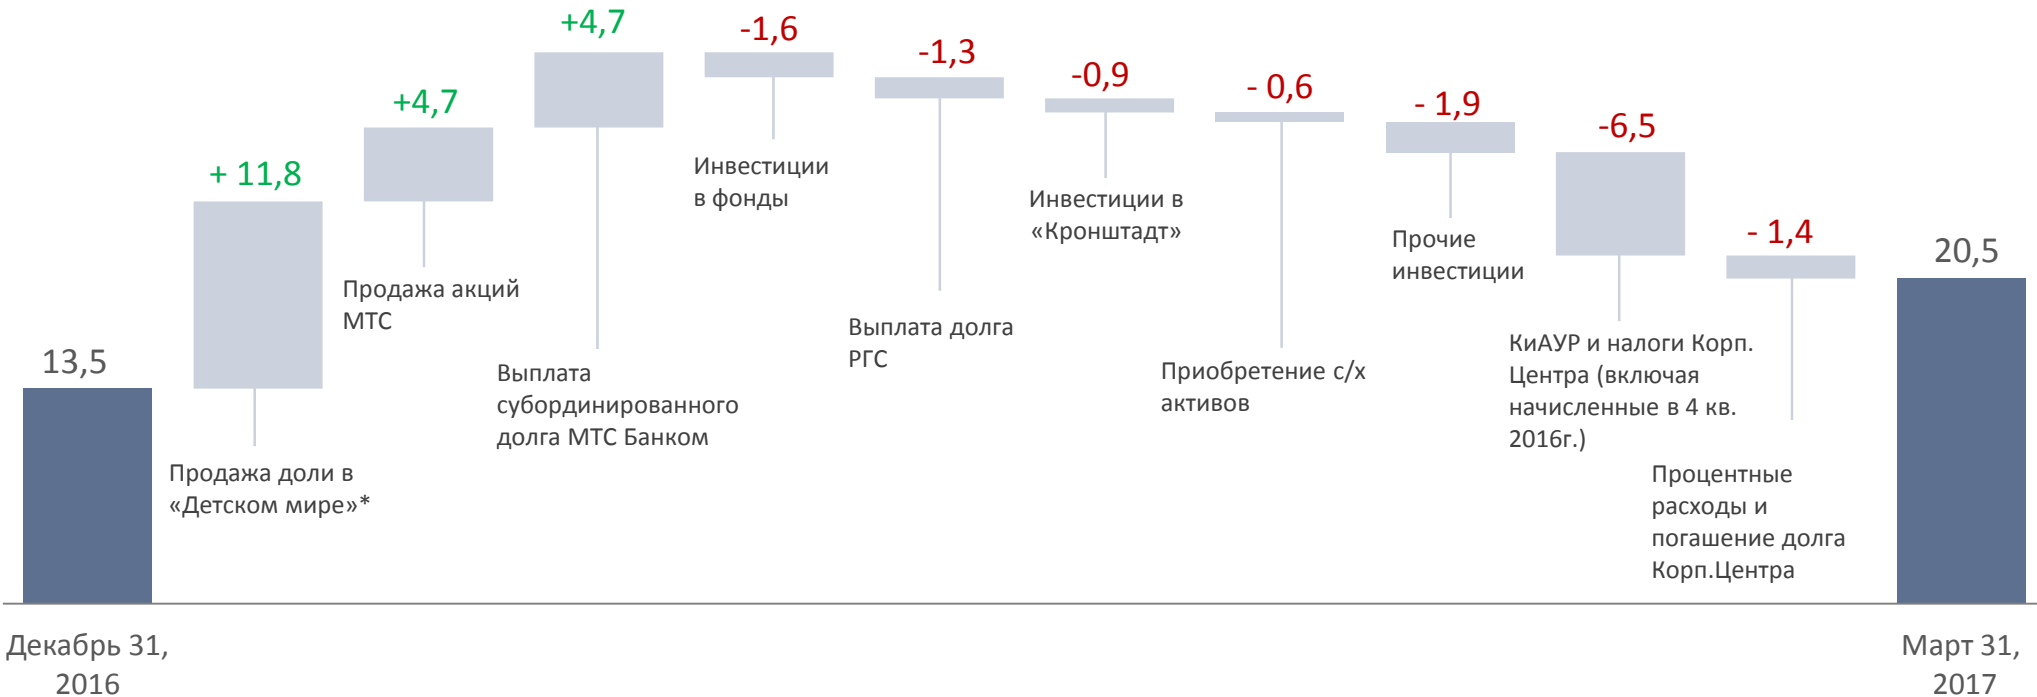 13,5
Декабрь 31,
2016
+ 11,8
Продажа доли в
«Детском мире»*
+4,7
Продажа акций
МТС
+4,7
Выплата
субординированного
долга МТС Банком
-1,6
Инвестиции
в фонды
-1,3
Выплата долга
РГС
-0,9
Инвестиции в
«Кронштадт»
- 0,6
Приобретение с/х
активов
- 1,9
Прочие
инвестиции
-6,5
КиАУР и налоги Корп.
Центра (включая
начисленные в 4 кв.
2016г.)
- 1,4
Процентные
расходы и
погашение долга
Корп.Центра
20,5
Март 31,
2017